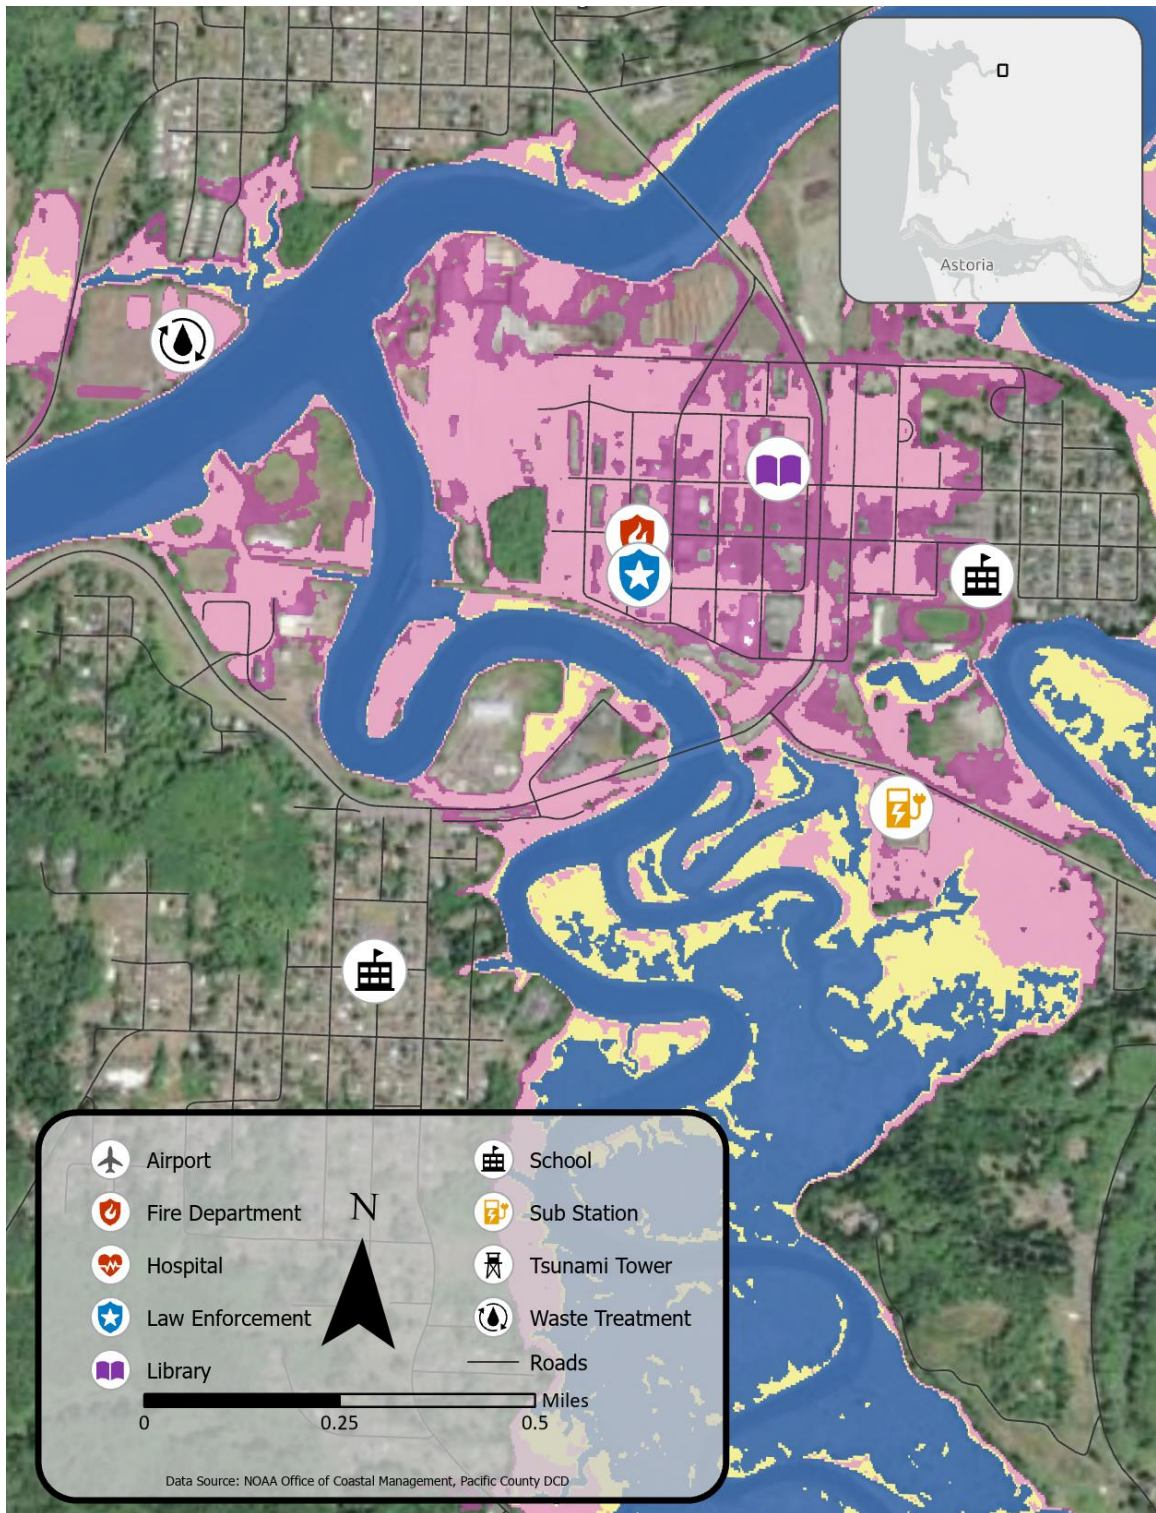 Astoria
Airport
Fire Department
Hospital
Law Enforcement
Library
N
School
Sub Station
Tsunami Tower
Waste Treatment
Roads
Miles
0 0.25 0.5
Data Source: NOAA Office of Coastal Management, Pacific County DCD